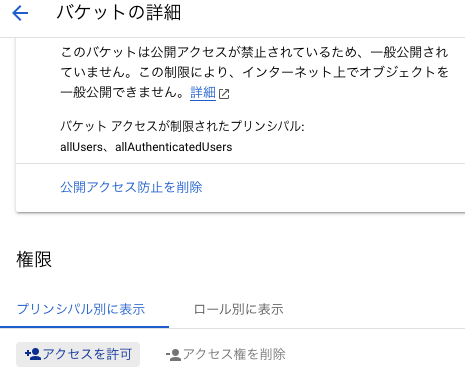 バケットの詳細
このバケットは公開アクセスが禁止されているため、一般公開され
ていません。この制限により、インターネット上でオブジェクトを
一般公開できません。詳細
バケット アクセスが制限されたプリンシパル:
allUsers、allAuthenticatedUsers
公開アクセス防止を削除
権限
プリンシパル別に表示 ロール別に表示
アクセスを許可 アクセス権を削除